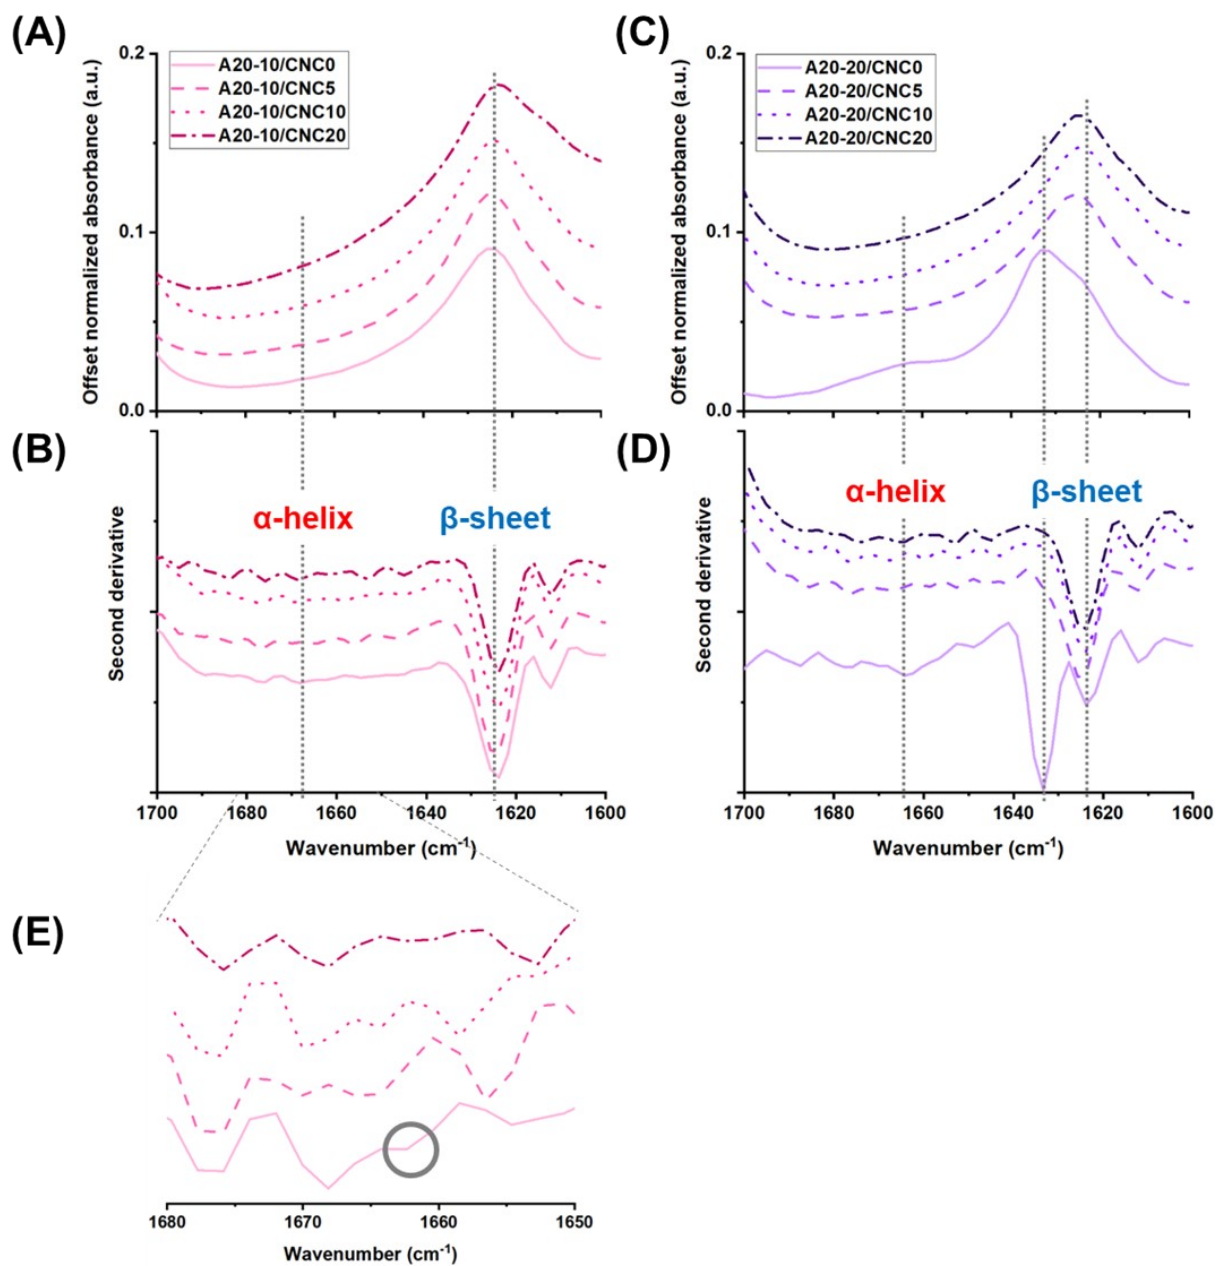 (A)
Offset normalized absorbance (a.u.)
0.2
0.1
0.0
A20-10/CNC0
A20-10/CNC5
A20-10/CNC10
A20-10/CNC20
(C)
Offset normalized absorbance (a.u.)
0.2
0.1
0.0
A20-20/CNC0
A20-20/CNC5
A20-20/CNC10
A20-20/CNC20
(B)
Second derivative
α-helix
β-sheet
1700
1680
1660
1640
1620
1600
Wavenumber (cm⁻¹)
(D)
Second derivative
α-helix
β-sheet
1700
1680
1660
1640
1620
1600
Wavenumber (cm⁻¹)
(E)
1680
1670
1660
1650
Wavenumber (cm⁻¹)